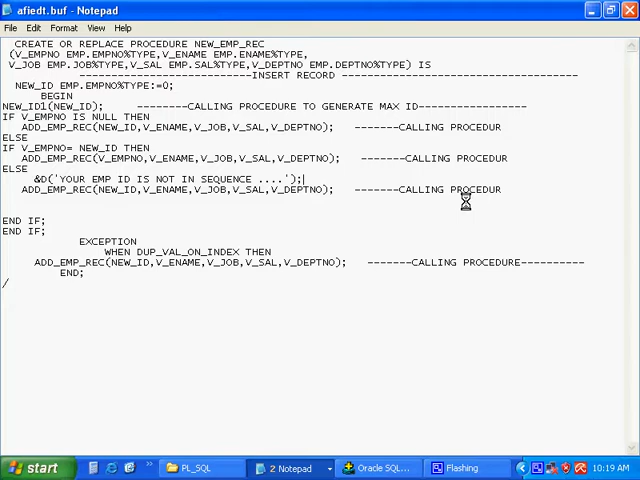 afiedt.buf - Notepad
File Edit Format View Help
CREATE OR REPLACE PROCEDURE NEW_EMP_REC
(V_EMPNO EMP.EMPNO%TYPE,V_ENAME EMP.ENAME%TYPE,
V_JOB EMP.JOB%TYPE,V_SAL EMP.SAL%TYPE,V_DEPTNO EMP.DEPTNO%TYPE) IS
----------------------------INSERT RECORD --------------------------------------
NEW_ID EMP.EMPNO%TYPE:=0;
BEGIN
NEW_ID1(NEW_ID); --------CALLING PROCEDURE TO GENERATE MAX ID------------------
IF V_EMPNO IS NULL THEN
ADD_EMP_REC(NEW_ID,V_ENAME,V_JOB,V_SAL,V_DEPTNO); -------CALLING PROCEDUR
ELSE
IF V_EMPNO= NEW_ID THEN
ADD_EMP_REC(V_EMPNO,V_ENAME,V_JOB,V_SAL,V_DEPTNO); -------CALLING PROCEDUR
ELSE
&D('YOUR EMP ID IS NOT IN SEQUENCE ....');
ADD_EMP_REC(NEW_ID,V_ENAME,V_JOB,V_SAL,V_DEPTNO); -------CALLING PROCEDUR
END IF;
END IF;
EXCEPTION
WHEN DUP_VAL_ON_INDEX THEN
ADD_EMP_REC(NEW_ID,V_ENAME,V_JOB,V_SAL,V_DEPTNO); -------CALLING PROCEDURE----------
END;
/
start PL_SQL 2 Notepad Oracle SQL... Flashing 10:19 AM